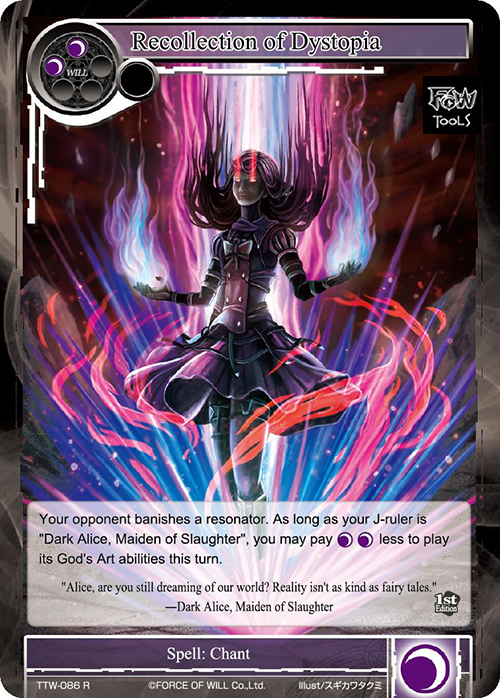 Recollection of Dystopia
WILL
FOW
TOOLS
Your opponent banishes a resonator. As long as your J-ruler is
"Dark Alice, Maiden of Slaughter", you may pay less to play
its God's Art abilities this turn.
"Alice, are you still dreaming of our world? Reality isn't as kind as fairy tales."
—Dark Alice, Maiden of Slaughter
1st
Edition
Spell: Chant
TTW-086 R ©FORCE OF WILL Co.,Ltd. Illust/スギカワタクミ